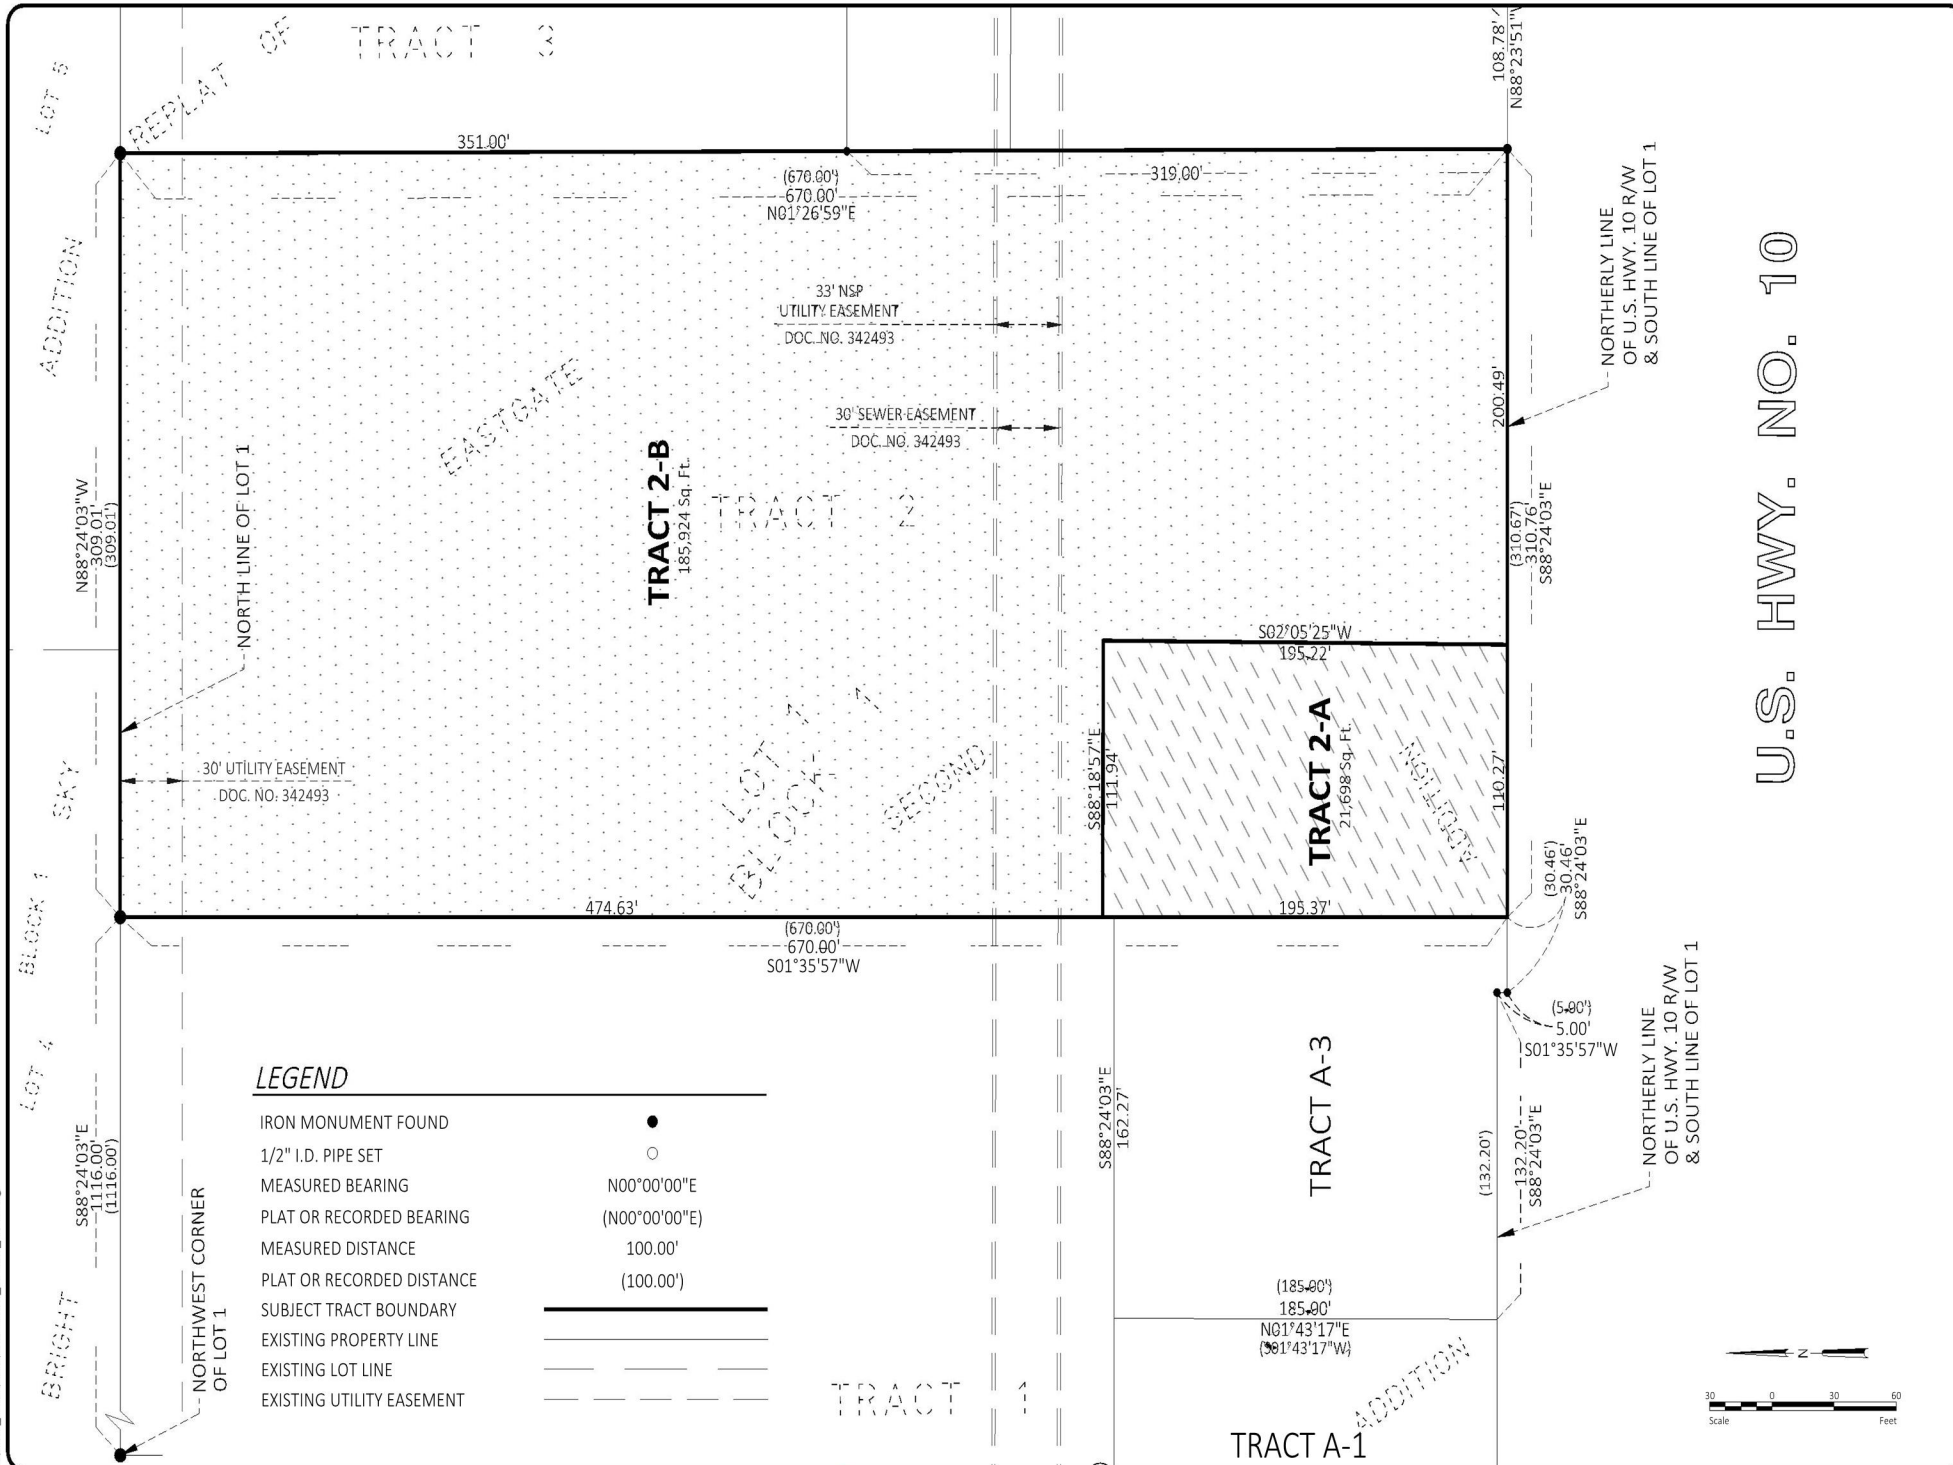 LOT 5
REPLAT OF
TRACT 3
108.78'
N88°23'51"W
351.00'
(670.00')
670.00'
N01°26'59"E
319.00'
33' NSP
UTILITY EASEMENT
DOC. NO. 342493
30' SEWER EASEMENT
DOC. NO. 342493
NORTHERLY LINE
OF U.S. HWY. 10 R/W
& SOUTH LINE OF LOT 1
U.S. HWY. NO. 10
ADDITION
EASTGATE
200.49'
N88°24'03"W
309.01'
(309.01')
NORTH LINE OF LOT 1
TRACT 2-B
185,924 Sq. Ft.
TRACT 2
(310.67')
310.76'
S88°24'03"E
S02°05'25"W
195.22'
SKY
30' UTILITY EASEMENT
DOC. NO. 342493
LOT 1
BLOCK 1
SECOND
S88°18'57"E
111.94'
TRACT 2-A
21,698 Sq. Ft.
ADDITION
110.27'
(30.46')
30.46'
S88°24'03"E
BLOCK 1
474.63'
195.37'
(670.00')
670.00'
S01°35'57"W
(5.00')
5.00'
S01°35'57"W
LOT 4
S88°24'03"E
1116.00'
(1116.00')
S88°24'03"E
162.27'
TRACT A-3
(132.20')
132.20'
S88°24'03"E
NORTHERLY LINE
OF U.S. HWY. 10 R/W
& SOUTH LINE OF LOT 1
LEGEND
IRON MONUMENT FOUND
1/2" I.D. PIPE SET
MEASURED BEARING N00°00'00"E
PLAT OR RECORDED BEARING (N00°00'00"E)
MEASURED DISTANCE 100.00'
PLAT OR RECORDED DISTANCE (100.00')
SUBJECT TRACT BOUNDARY
EXISTING PROPERTY LINE
EXISTING LOT LINE
EXISTING UTILITY EASEMENT
NORTHWEST CORNER
OF LOT 1
BRIGHT
(185.00')
185.00'
N01°43'17"E
(S01°43'17"W)
TRACT 1
ADDITION
TRACT A-1
N
30 0 30 60
Scale Feet